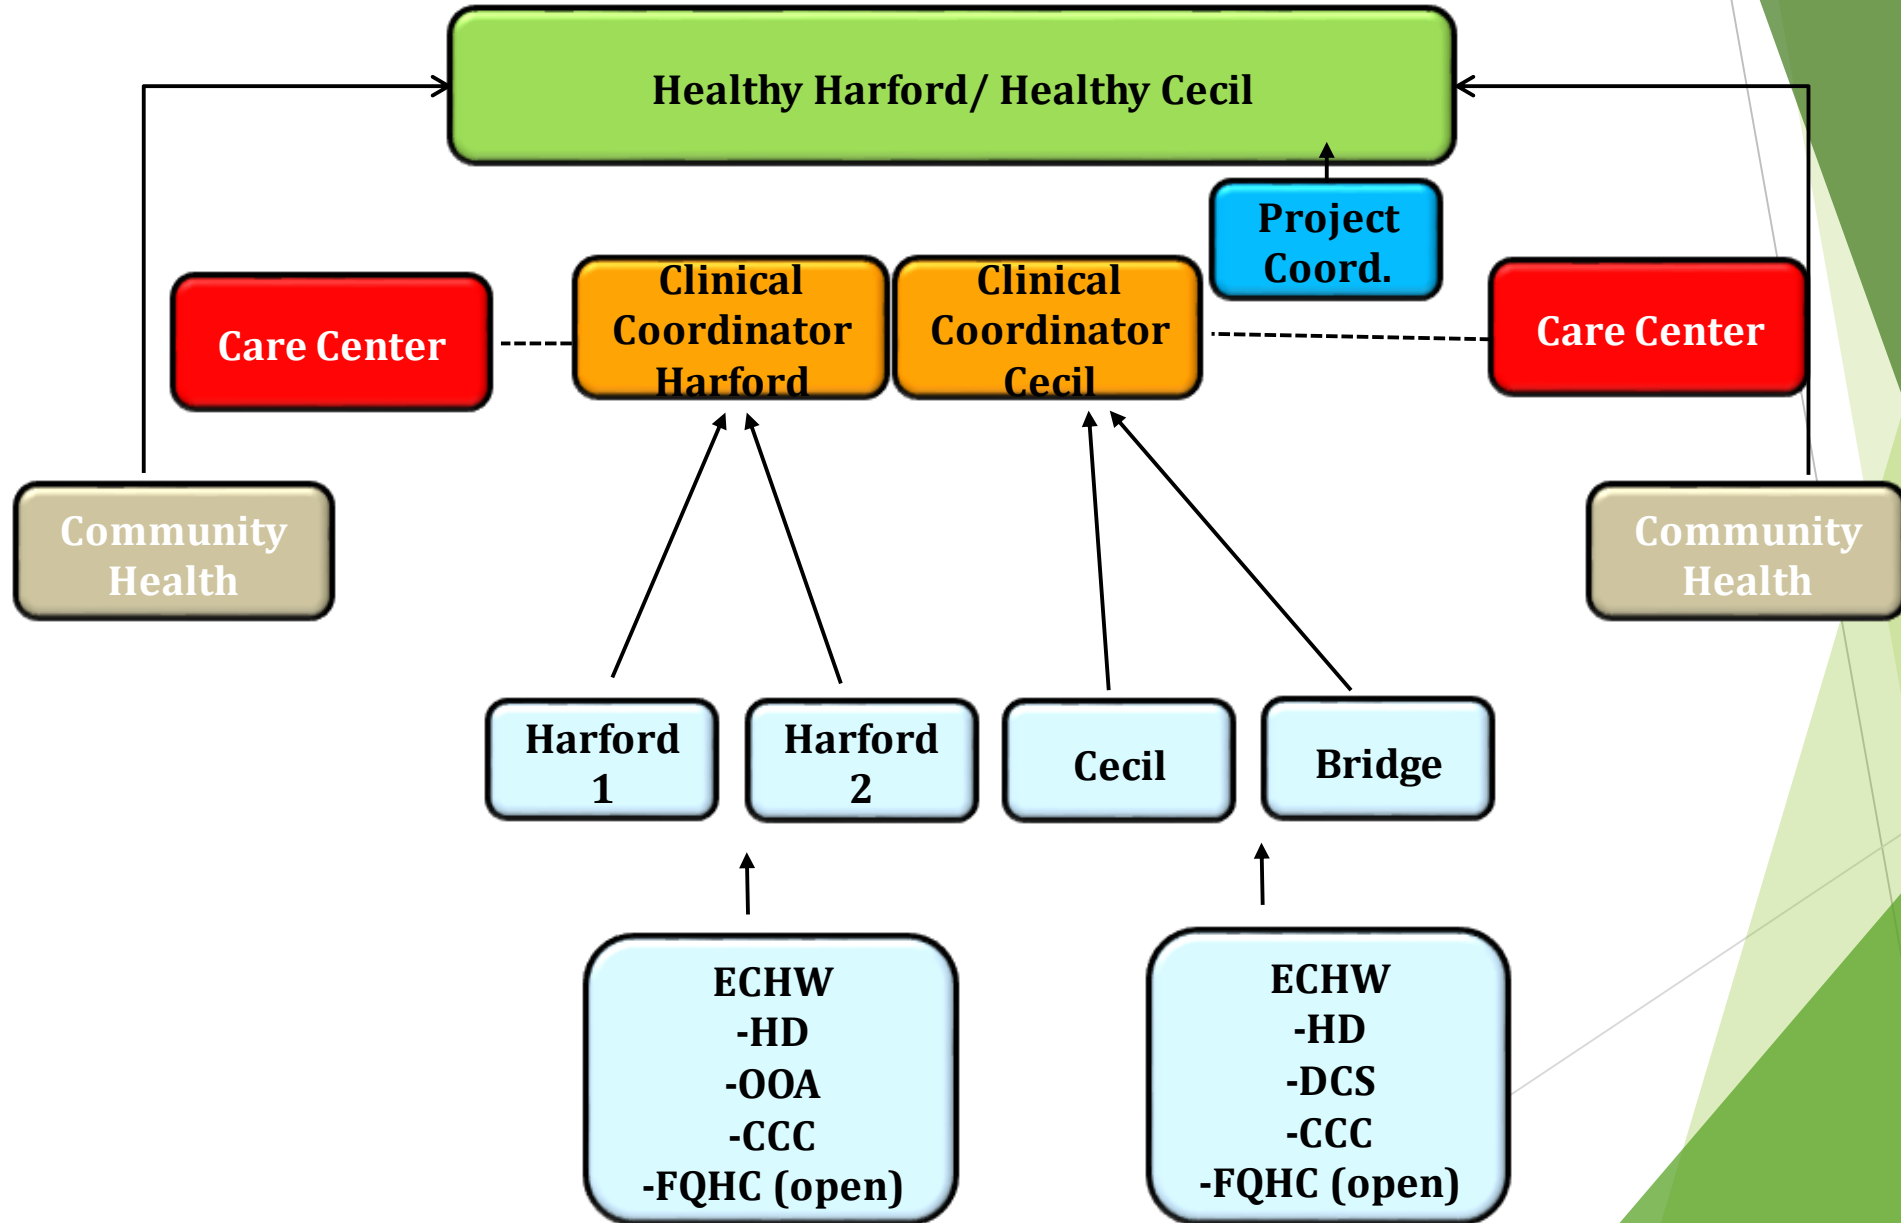 Healthy Harford/ Healthy Cecil
Project
Coord.
Care Center
Clinical
Coordinator
Harford
Clinical
Coordinator
Cecil
Care Center
Community
Health
Community
Health
Harford
1
Harford
2
Cecil
Bridge
ECHW
-HD
-OOA
-CCC
-FQHC (open)
ECHW
-HD
-DCS
-CCC
-FQHC (open)